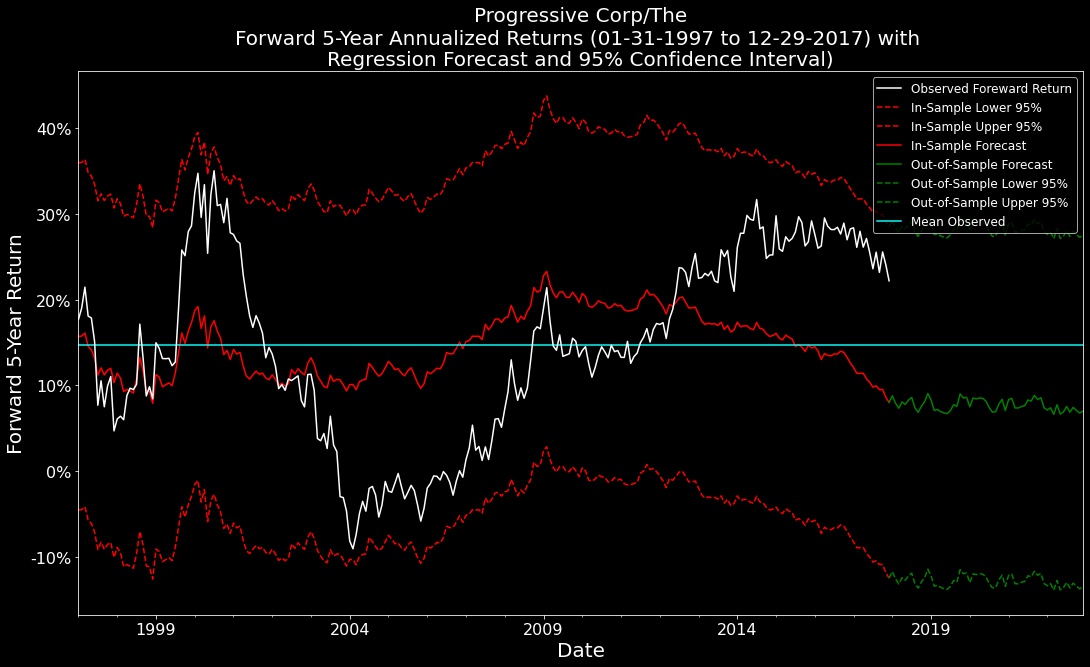 Progressive Corp/The
Forward 5-Year Annualized Returns (01-31-1997 to 12-29-2017) with
Regression Forecast and 95% Confidence Interval)
Observed Foreward Return
In-Sample Lower 95%
In-Sample Upper 95%
In-Sample Forecast
Out-of-Sample Forecast
Out-of-Sample Lower 95%
Out-of-Sample Upper 95%
Mean Observed
Forward 5-Year Return
40%
30%
20%
10%
0%
-10%
1999 2004 2009 2014 2019
Date